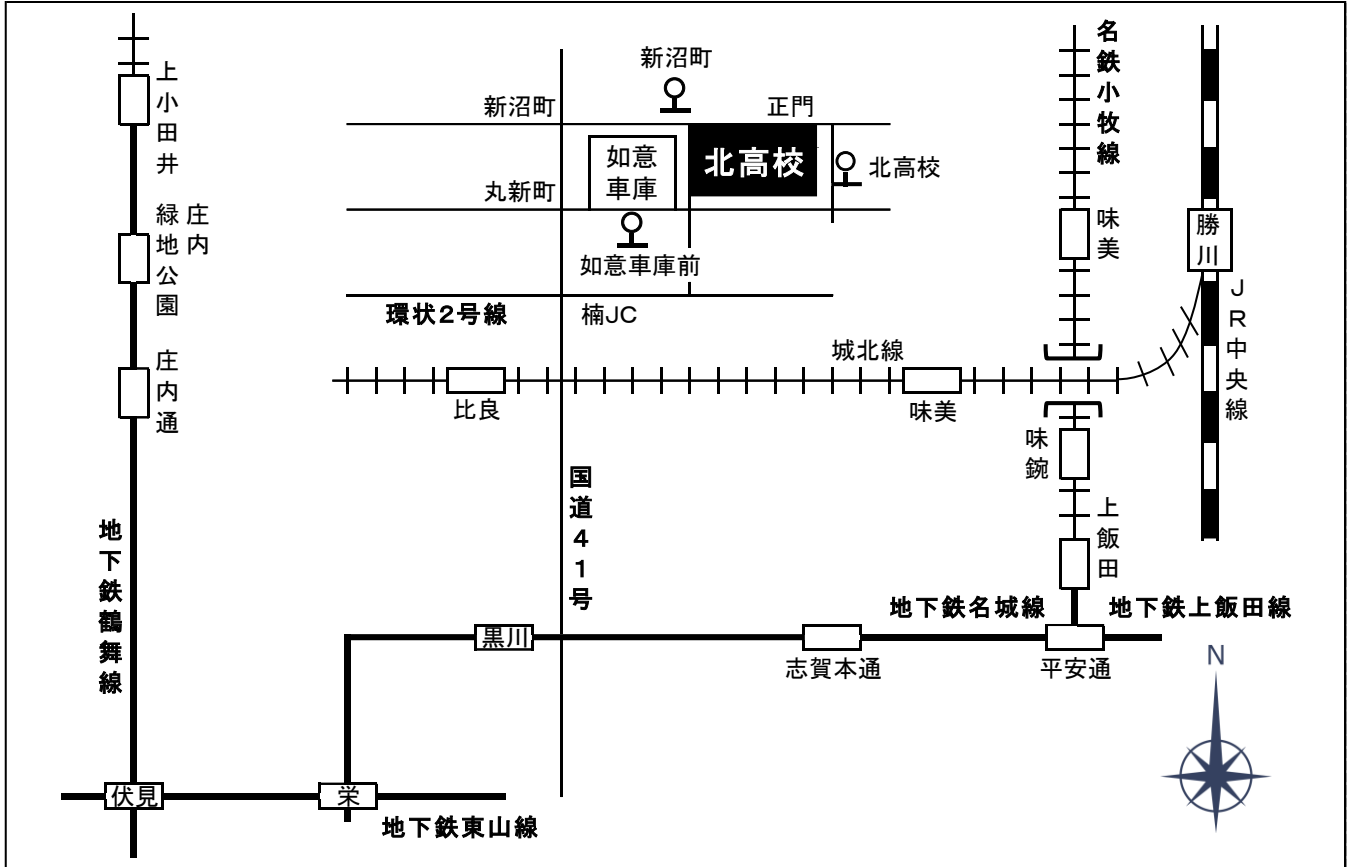 上小田井
庄内
緑地公園
庄内通
地下鉄鶴舞線
伏見
栄
地下鉄東山線
新沼町
新沼町
正門
如意
車庫
北高校
北高校
丸新町
如意車庫前
環状2号線
楠JC
城北線
比良
味美
国道41号
黒川
志賀本通
平安通
地下鉄名城線
地下鉄上飯田線
名鉄小牧線
味美
味鋺
上飯田
勝川
JR中央線
N